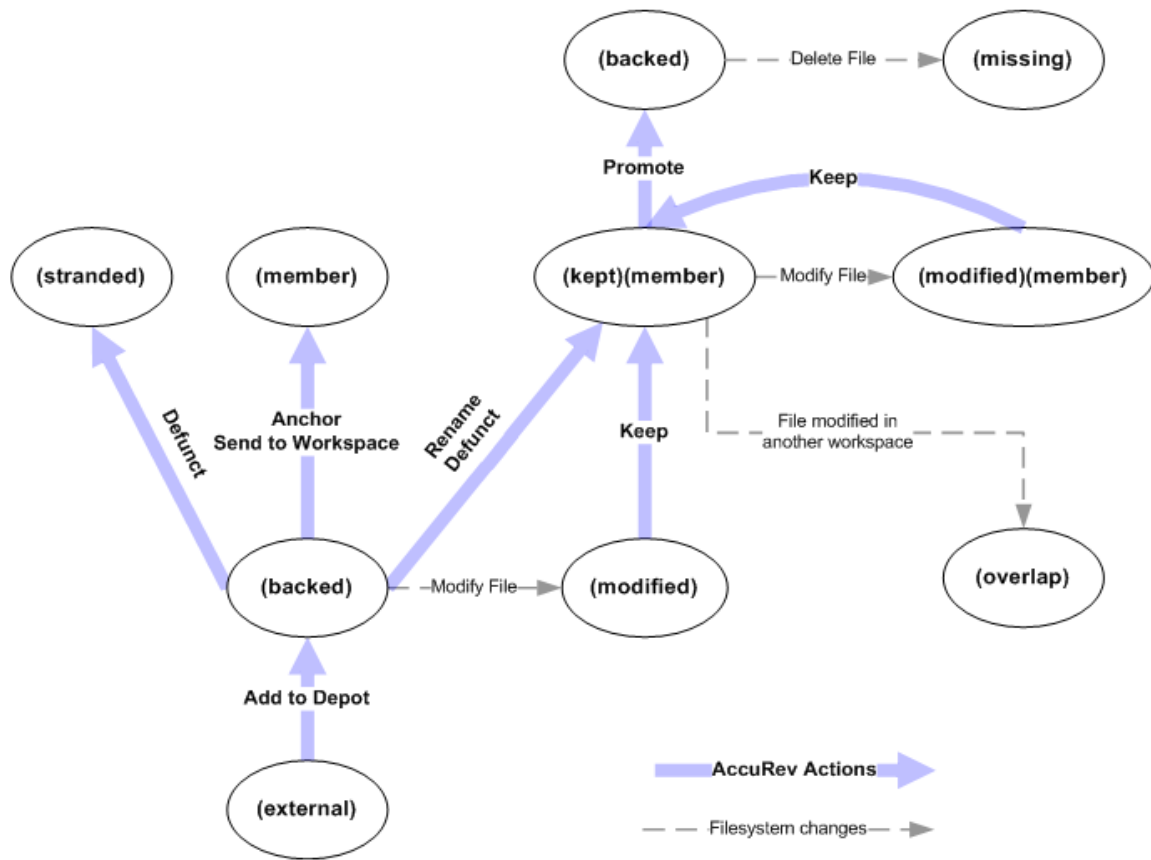 (backed)
Delete File
(missing)
Promote
Keep
(stranded)
(member)
(kept)(member)
Modify File
(modified)(member)
Defunct
Anchor
Send to Workspace
Rename
Defunct
Keep
File modified in
another workspace
(backed)
Modify File
(modified)
(overlap)
Add to Depot
(external)
AccuRev Actions
Filesystem changes